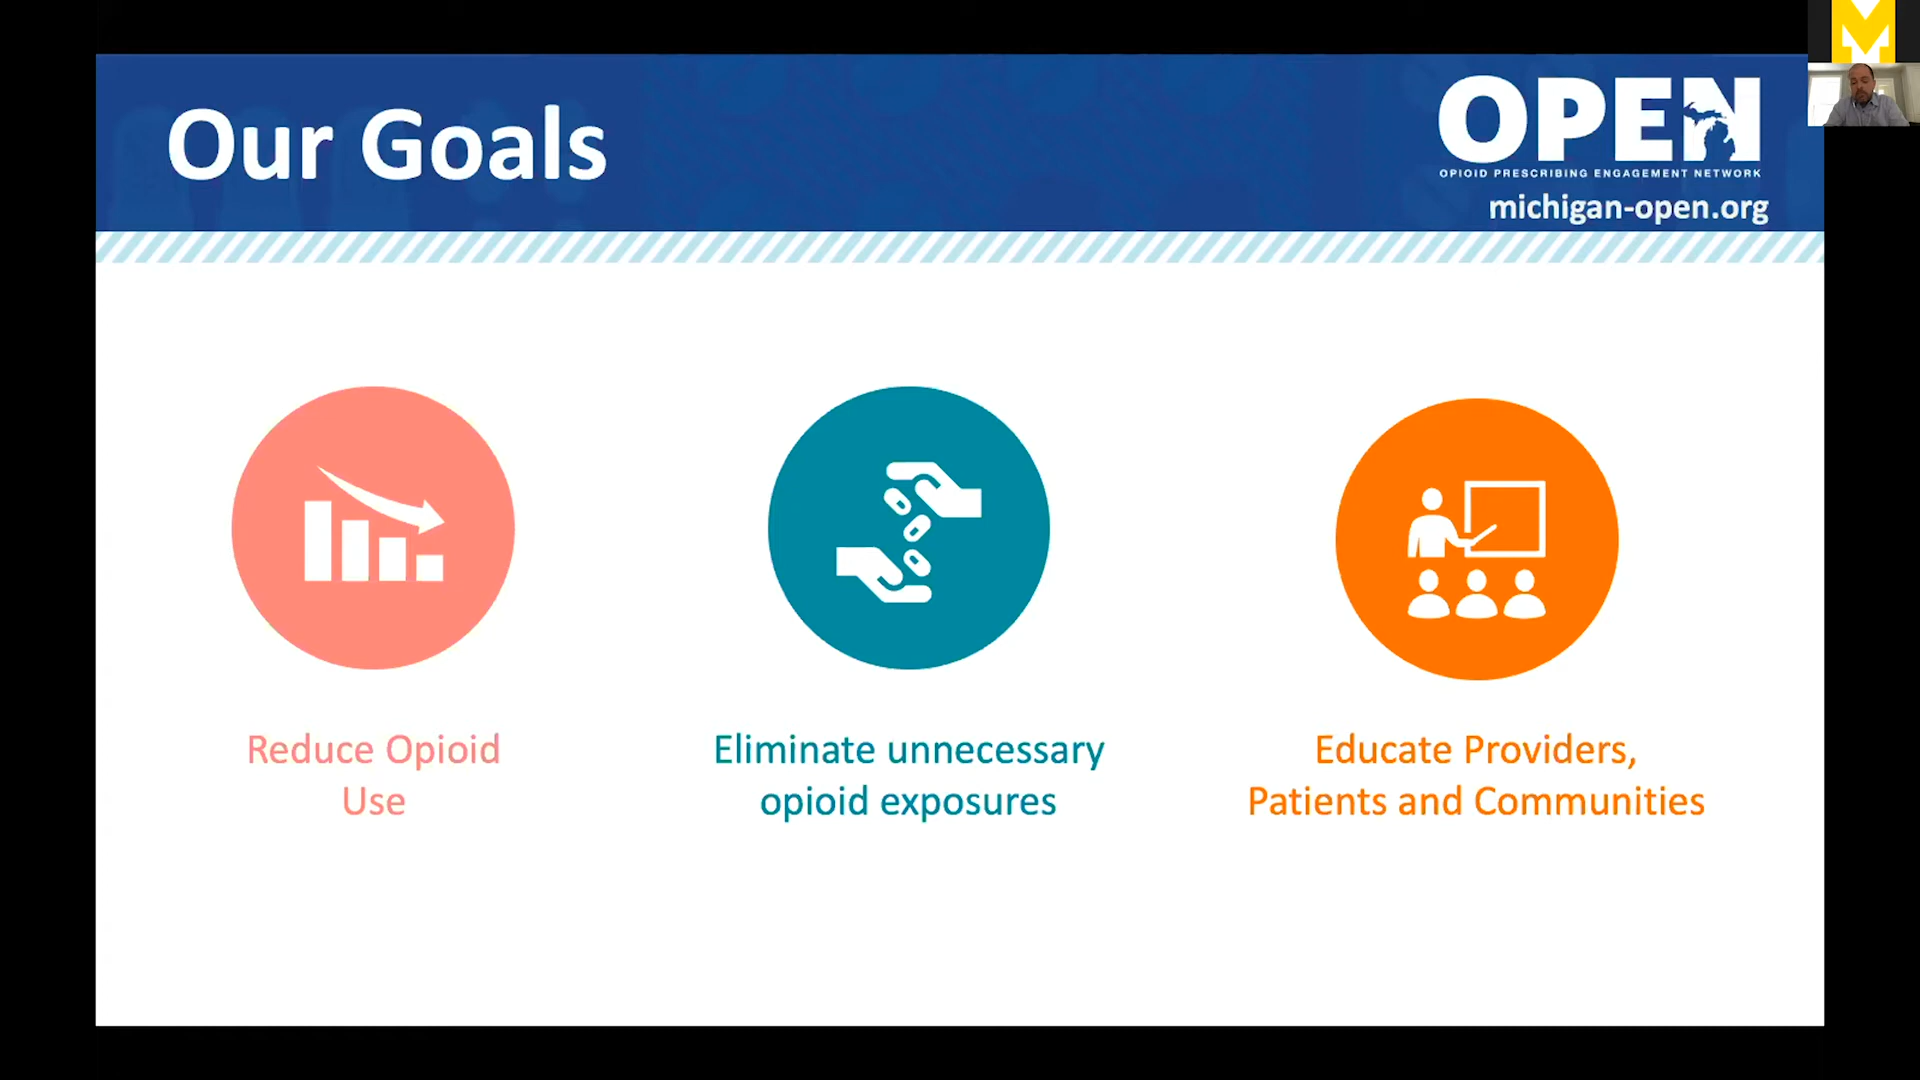 Our Goals
OPEN
OPIOID PRESCRIBING ENGAGEMENT NETWORK
michigan-open.org
M
Reduce Opioid
Use
Eliminate unnecessary
opioid exposures
Educate Providers,
Patients and Communities